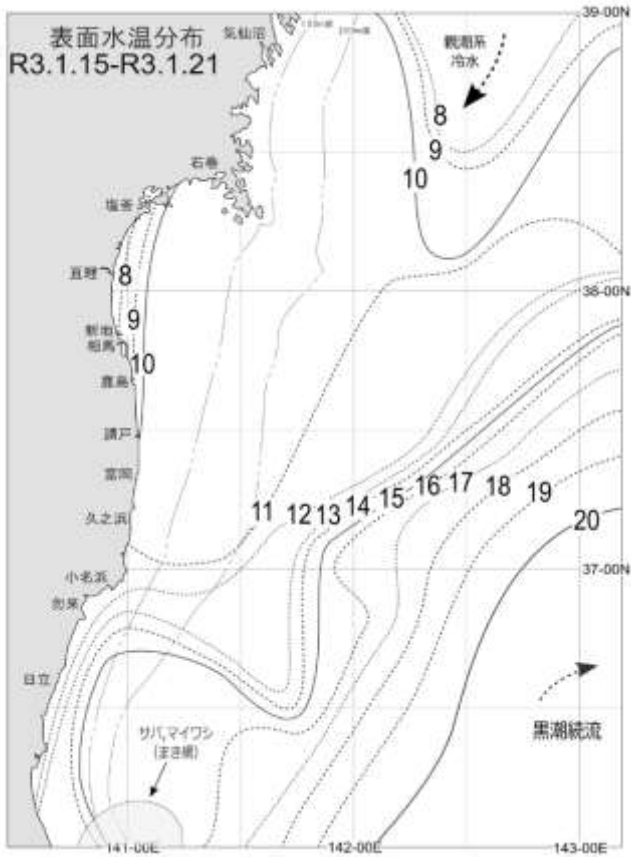 表面水温分布
R3.1.15-R3.1.21
39-00N
気仙沼
親潮系
冷水
8
9
10
石巻
塩釜
亘理
8
38-00N
9
新地
相馬
10
鹿島
請戸
富岡
久之浜
11
12
13
14
15
16
17
18
19
20
37-00N
小名浜
勿来
日立
サバ,マイワシ
(まき網)
黒潮続流
141-00E
142-00E
143-00E